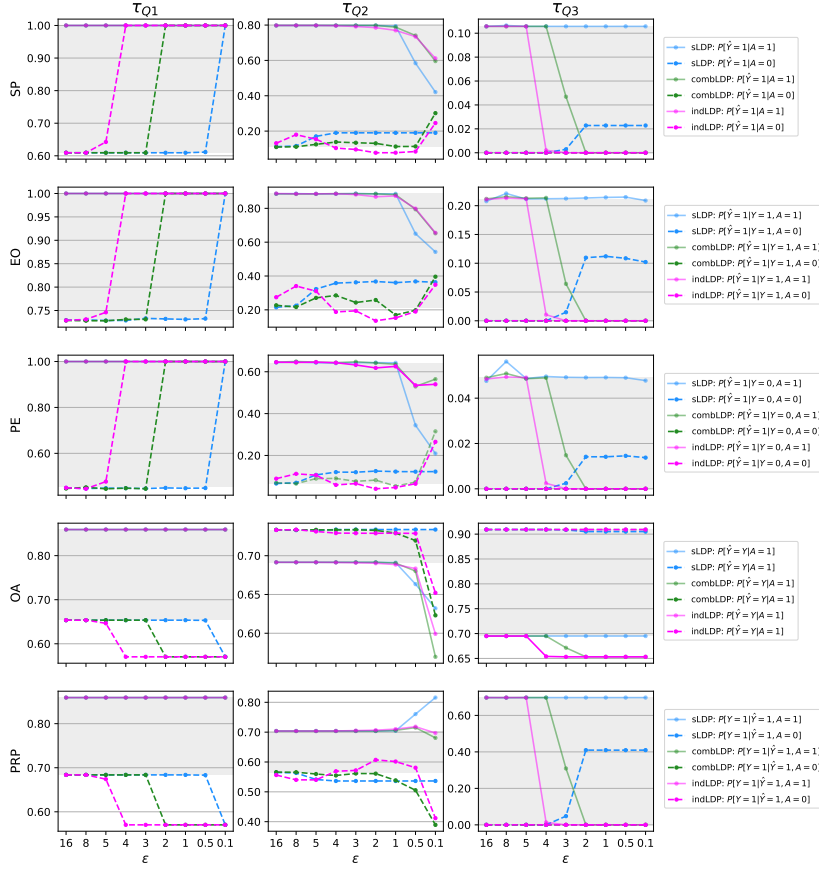 τQ1 τQ2 τQ3
SP
1.00
0.90
0.80
0.70
0.60
0.80
0.60
0.40
0.20
0.10
0.08
0.06
0.04
0.02
0.00
sLDP: P[Ŷ=1|A=1]
sLDP: P[Ŷ=1|A=0]
combLDP: P[Ŷ=1|A=1]
combLDP: P[Ŷ=1|A=0]
indLDP: P[Ŷ=1|A=1]
indLDP: P[Ŷ=1|A=0]
EO
1.00
0.95
0.90
0.85
0.80
0.75
0.80
0.60
0.40
0.20
0.20
0.15
0.10
0.05
0.00
sLDP: P[Ŷ=1|Y=1,A=1]
sLDP: P[Ŷ=1|Y=1,A=0]
combLDP: P[Ŷ=1|Y=1,A=1]
combLDP: P[Ŷ=1|Y=1,A=0]
indLDP: P[Ŷ=1|Y=1,A=1]
indLDP: P[Ŷ=1|Y=1,A=0]
PE
1.00
0.80
0.60
0.60
0.40
0.20
0.04
0.02
0.00
sLDP: P[Ŷ=1|Y=0,A=1]
sLDP: P[Ŷ=1|Y=0,A=0]
combLDP: P[Ŷ=1|Y=0,A=1]
combLDP: P[Ŷ=1|Y=0,A=0]
indLDP: P[Ŷ=1|Y=0,A=1]
indLDP: P[Ŷ=1|Y=0,A=0]
OA
0.80
0.70
0.60
0.70
0.65
0.60
0.90
0.85
0.80
0.75
0.70
0.65
sLDP: P[Ŷ=Y|A=1]
sLDP: P[Ŷ=Y|A=1]
combLDP: P[Ŷ=Y|A=1]
combLDP: P[Ŷ=Y|A=1]
indLDP: P[Ŷ=Y|A=1]
indLDP: P[Ŷ=Y|A=1]
PRP
0.80
0.70
0.60
0.80
0.70
0.60
0.50
0.40
0.60
0.40
0.20
0.00
sLDP: P[Y=1|Ŷ=1,A=1]
sLDP: P[Y=1|Ŷ=1,A=0]
combLDP: P[Y=1|Ŷ=1,A=1]
combLDP: P[Y=1|Ŷ=1,A=0]
indLDP: P[Y=1|Ŷ=1,A=1]
indLDP: P[Y=1|Ŷ=1,A=0]
16 8 5 4 3 2 1 0.5 0.1
16 8 5 4 3 2 1 0.5 0.1
16 8 5 4 3 2 1 0.5 0.1
ε ε ε